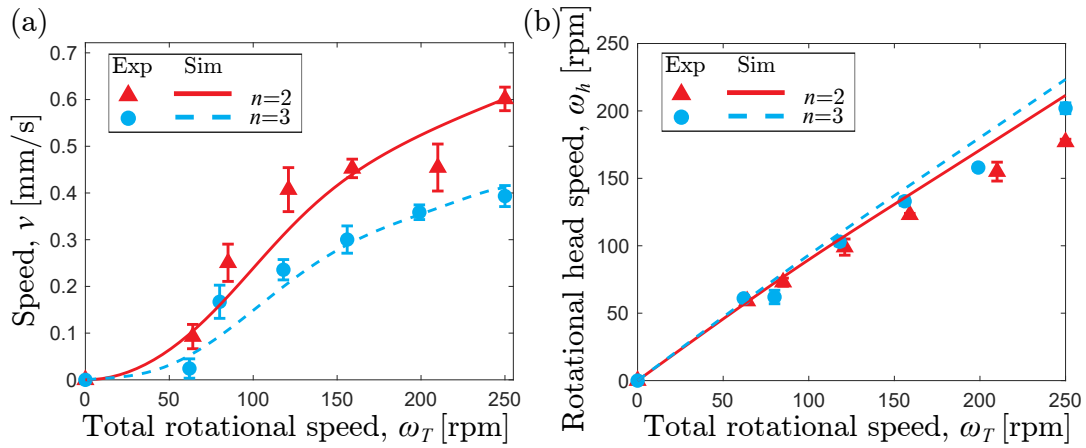 (a)
Speed, v [mm/s]
0.7
0.6
0.5
0.4
0.3
0.2
0.1
0
Exp Sim
n=2
n=3
0 50 100 150 200 250
Total rotational speed, ω_T [rpm]
(b)
Rotational head speed, ω_h [rpm]
250
200
150
100
50
0
Exp Sim
n=2
n=3
0 50 100 150 200 250
Total rotational speed, ω_T [rpm]